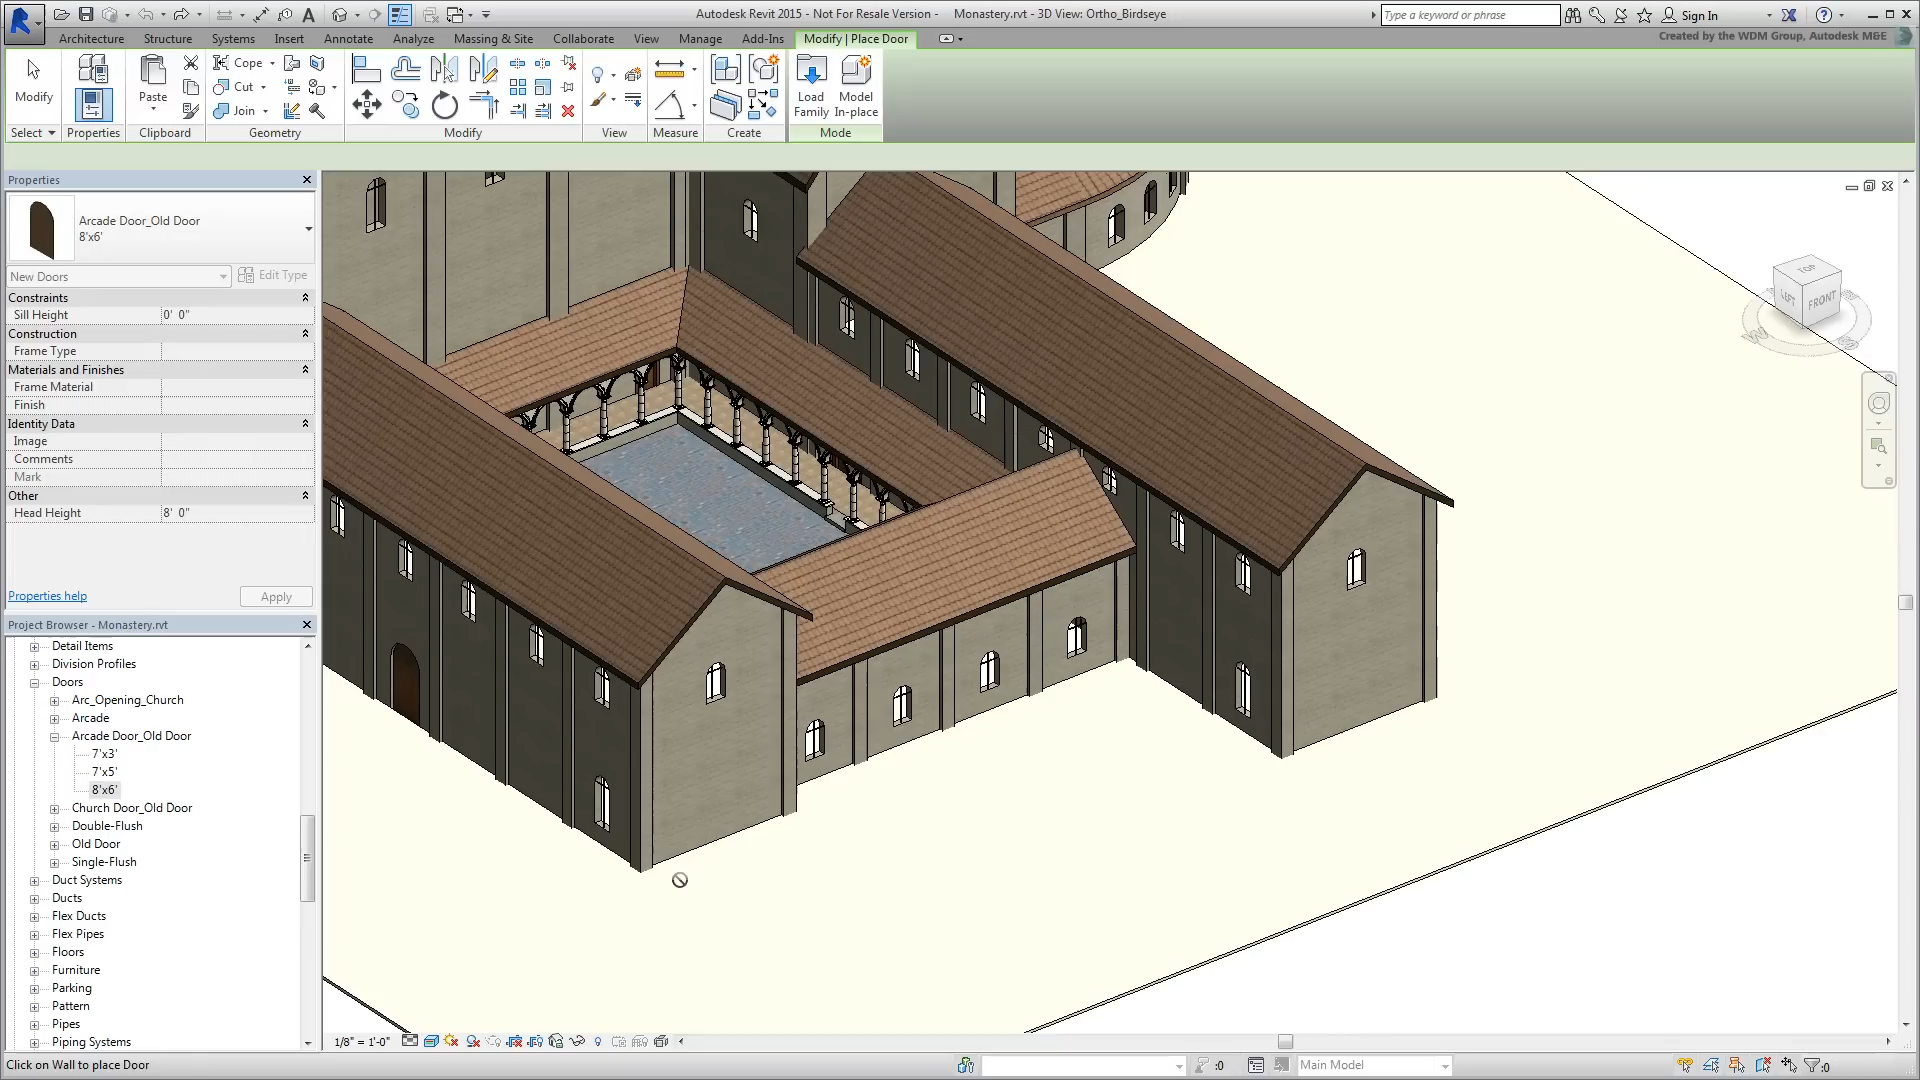 Autodesk Revit 2015 - Not For Resale Version - Monastery.rvt - 3D View: Ortho_Birdseye
Type a keyword or phrase
Sign In
Architecture Structure Systems Insert Annotate Analyze Massing & Site Collaborate View Manage Add-Ins Modify | Place Door
Created by the WDM Group, Autodesk M&E
Modify
Paste
Cope
Cut
Join
Load Family
Model In-place
Select Properties Clipboard Geometry Modify View Measure Create Mode
Properties
Arcade Door_Old Door
8'x6'
New Doors
Edit Type
Constraints
Sill Height 0' 0"
Construction
Frame Type
Materials and Finishes
Frame Material
Finish
Identity Data
Image
Comments
Mark
Other
Head Height 8' 0"
Properties help
Apply
Project Browser - Monastery.rvt
Detail Items
Division Profiles
Doors
Arc_Opening_Church
Arcade
Arcade Door_Old Door
7'x3'
7'x5'
8'x6'
Church Door_Old Door
Double-Flush
Old Door
Single-Flush
Duct Systems
Ducts
Flex Ducts
Flex Pipes
Floors
Furniture
Parking
Pattern
Pipes
Piping Systems
TOP
LEFT
FRONT
W
1/8" = 1'-0"
Click on Wall to place Door
:0
Main Model
:0